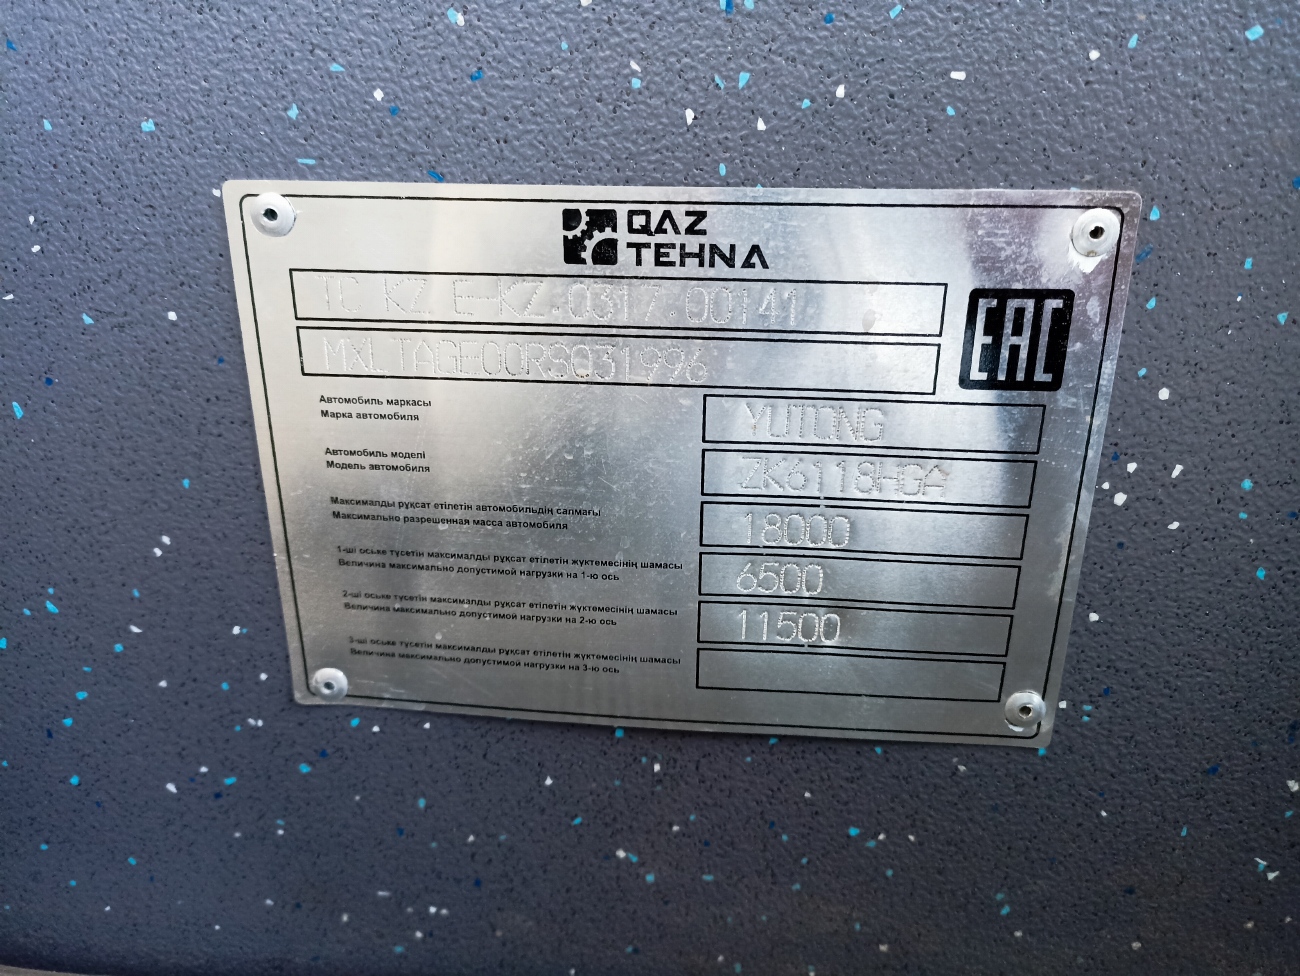 QAZ
TEHNA
TC KZ E-KZ.0317.00141
EAC
MXLTAGE00RS031996
Автомобиль маркасы
Марка автомобиля
YUTONG
Автомобиль моделі
Модель автомобиля
ZK6118HGA
Максималды рұқсат етілетін автомобильдің салмағы
Максимально разрешенная масса автомобиля
18000
1-ші оське түсетін максималды рұқсат етілетін жүктемесінің шамасы
Величина максимально допустимой нагрузки на 1-ю ось
6500
2-ші оське түсетін максималды рұқсат етілетін жүктемесінің шамасы
Величина максимально допустимой нагрузки на 2-ю ось
11500
3-ші оське түсетін максималды рұқсат етілетін жүктемесінің шамасы
Величина максимально допустимой нагрузки на 3-ю ось